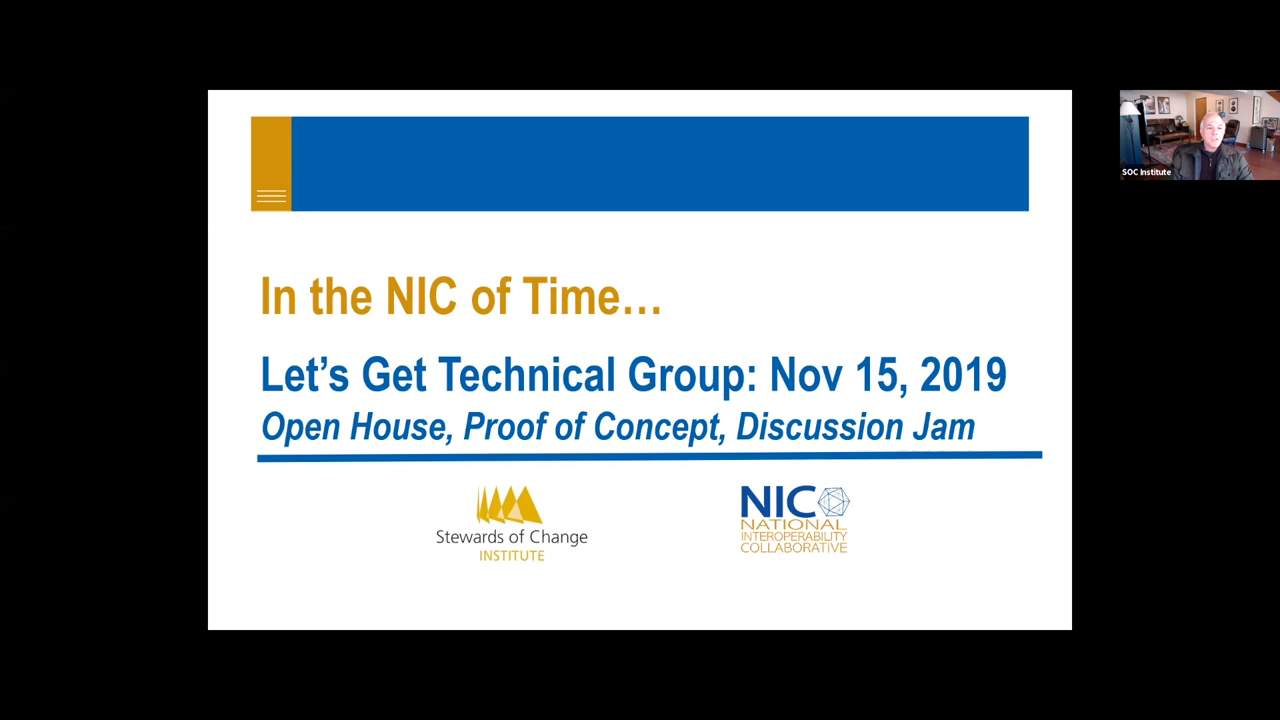 In the NIC of Time…
Let's Get Technical Group: Nov 15, 2019
Open House, Proof of Concept, Discussion Jam
Stewards of Change
INSTITUTE
NIC
NATIONAL
INTEROPERABILITY
COLLABORATIVE
SOC Institute